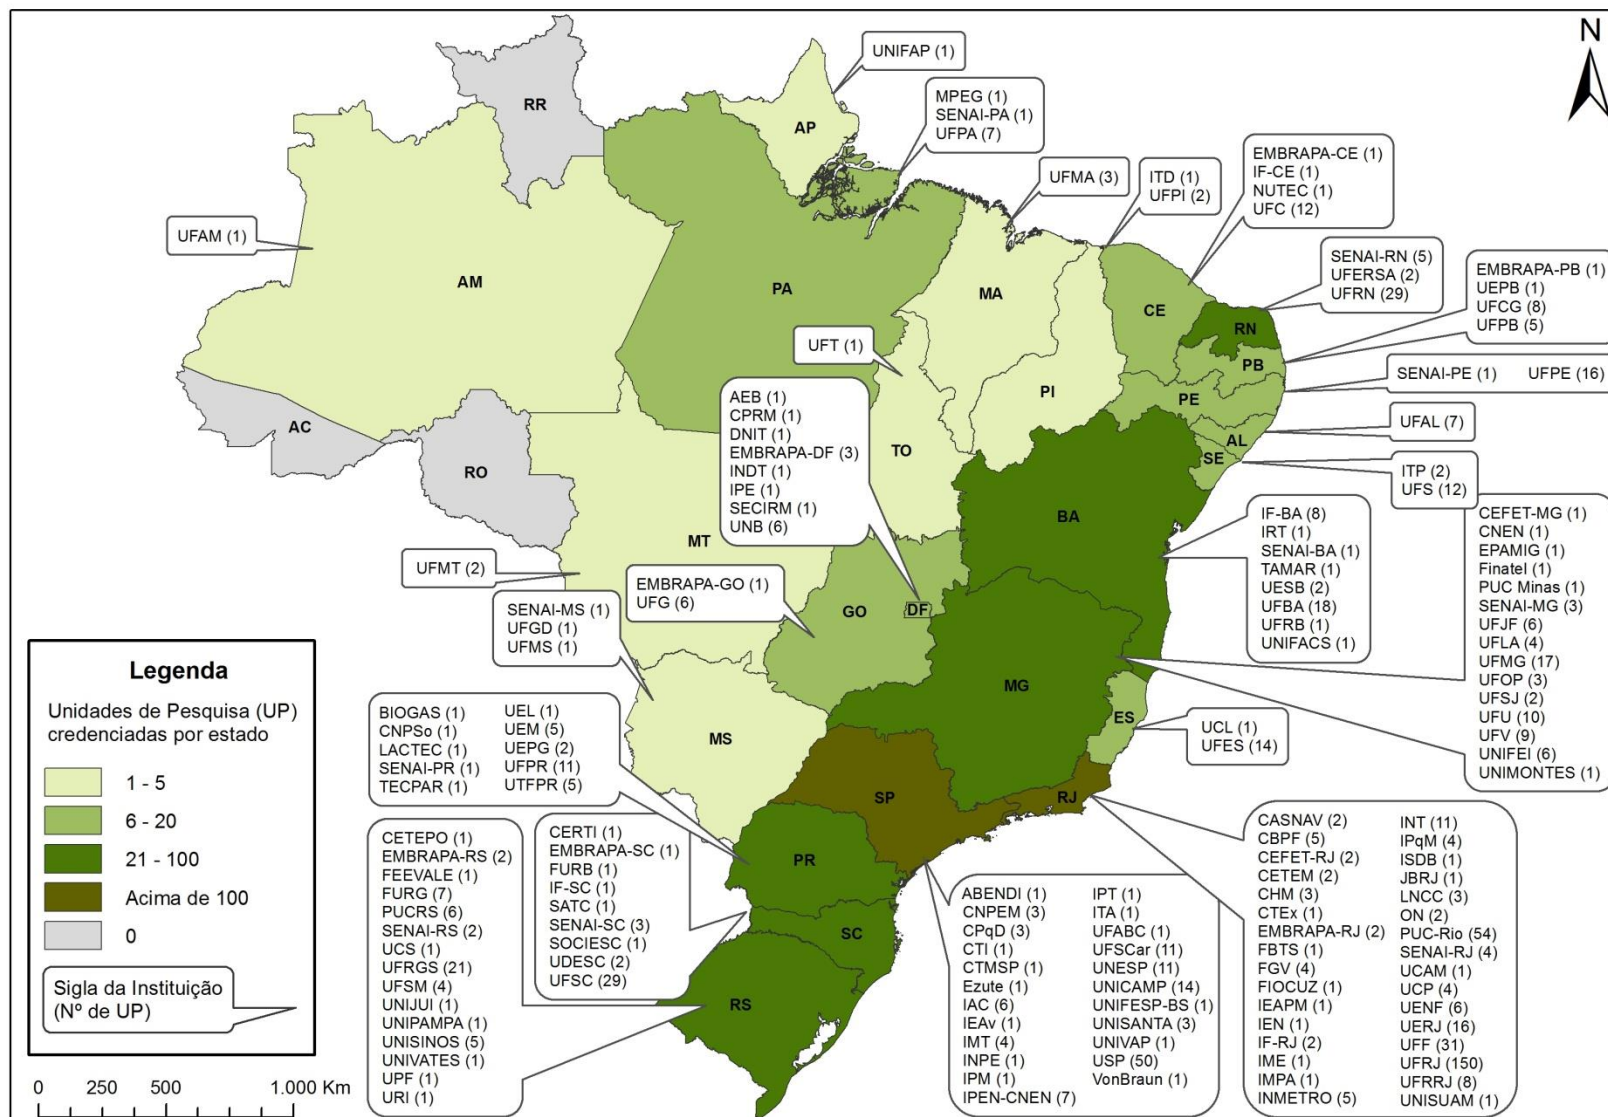 N
UNIFAP (1)
RR
AP
MPEG (1)
SENAI-PA (1)
UFPA (7)
UFMA (3)
ITD (1)
UFPI (2)
EMBRAPA-CE (1)
IF-CE (1)
NUTEC (1)
UFC (12)
UFAM (1)
SENAI-RN (5)
UFERSA (2)
UFRN (29)
EMBRAPA-PB (1)
UEPB (1)
UFCG (8)
UFPB (5)
AM
PA
MA
CE
RN
PB
UFT (1)
SENAI-PE (1) UFPE (16)
PI
PE
AEB (1)
CPRM (1)
DNIT (1)
EMBRAPA-DF (3)
INDT (1)
IPE (1)
SECIRM (1)
UNB (6)
AC
RO
TO
AL
SE
UFAL (7)
ITP (2)
UFS (12)
BA
MT
IF-BA (8)
IRT (1)
SENAI-BA (1)
TAMAR (1)
UESB (2)
UFBA (18)
UFRB (1)
UNIFACS (1)
CEFET-MG (1)
CNEN (1)
EPAMIG (1)
Finatel (1)
PUC Minas (1)
SENAI-MG (3)
UFJF (6)
UFLA (4)
UFMG (17)
UFOP (3)
UFSJ (2)
UFU (10)
UFV (9)
UNIFEI (6)
UNIMONTES (1)
UFMT (2)
EMBRAPA-GO (1)
UFG (6)
GO
DF
SENAI-MS (1)
UFGD (1)
UFMS (1)
MG
ES
UCL (1)
UFES (14)
MS
SP
RJ
BIOGAS (1)
CNPSo (1)
LACTEC (1)
SENAI-PR (1)
TECPAR (1)
UEL (1)
UEM (5)
UEPG (2)
UFPR (11)
UTFPR (5)
PR
SC
RS
CETEPO (1)
EMBRAPA-RS (2)
FEEVALE (1)
FURG (7)
PUCRS (6)
SENAI-RS (2)
UCS (1)
UFRGS (21)
UFSM (4)
UNIJUI (1)
UNIPAMPA (1)
UNISINOS (5)
UNIVATES (1)
UPF (1)
URI (1)
CERTI (1)
EMBRAPA-SC (1)
FURB (1)
IF-SC (1)
SATC (1)
SENAI-SC (3)
SOCIESC (1)
UDESC (2)
UFSC (29)
ABENDI (1)
CNPEM (3)
CPqD (3)
CTI (1)
CTMSP (1)
Ezute (1)
IAC (6)
IEAv (1)
IMT (4)
INPE (1)
IPM (1)
IPEN-CNEN (7)
IPT (1)
ITA (1)
UFABC (1)
UFSCar (11)
UNESP (11)
UNICAMP (14)
UNIFESP-BS (1)
UNISANTA (3)
UNIVAP (1)
USP (50)
VonBraun (1)
CASNAV (2)
CBPF (5)
CEFET-RJ (2)
CETEM (2)
CHM (3)
CTEx (1)
EMBRAPA-RJ (2)
FBTS (1)
FGV (4)
FIOCUZ (1)
IEAPM (1)
IEN (1)
IF-RJ (2)
IME (1)
IMPA (1)
INMETRO (5)
INT (11)
IPqM (4)
ISDB (1)
JBRJ (1)
LNCC (3)
ON (2)
PUC-Rio (54)
SENAI-RJ (4)
UCAM (1)
UCP (4)
UENF (6)
UERJ (16)
UFF (31)
UFRJ (150)
UFRRJ (8)
UNISUAM (1)
Legenda
Unidades de Pesquisa (UP)
credenciadas por estado
1 - 5
6 - 20
21 - 100
Acima de 100
0
Sigla da Instituição
(Nº de UP)
0 250 500 1.000 Km